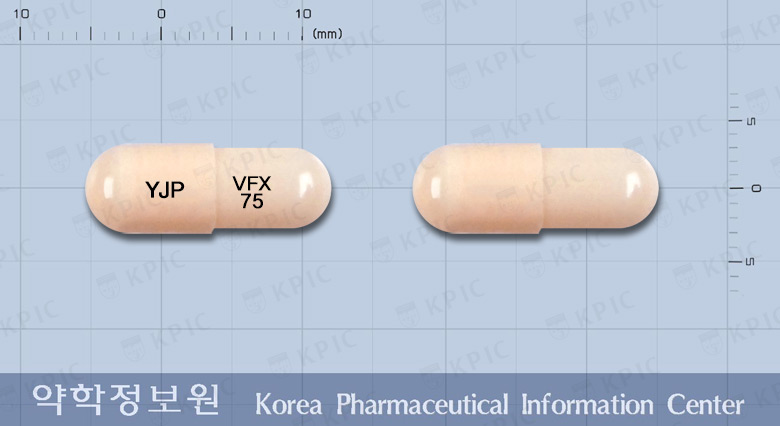 10 0 10
(mm)
YJP
VFX
75
5
0
5
KPIC
약학정보원 Korea Pharmaceutical Information Center